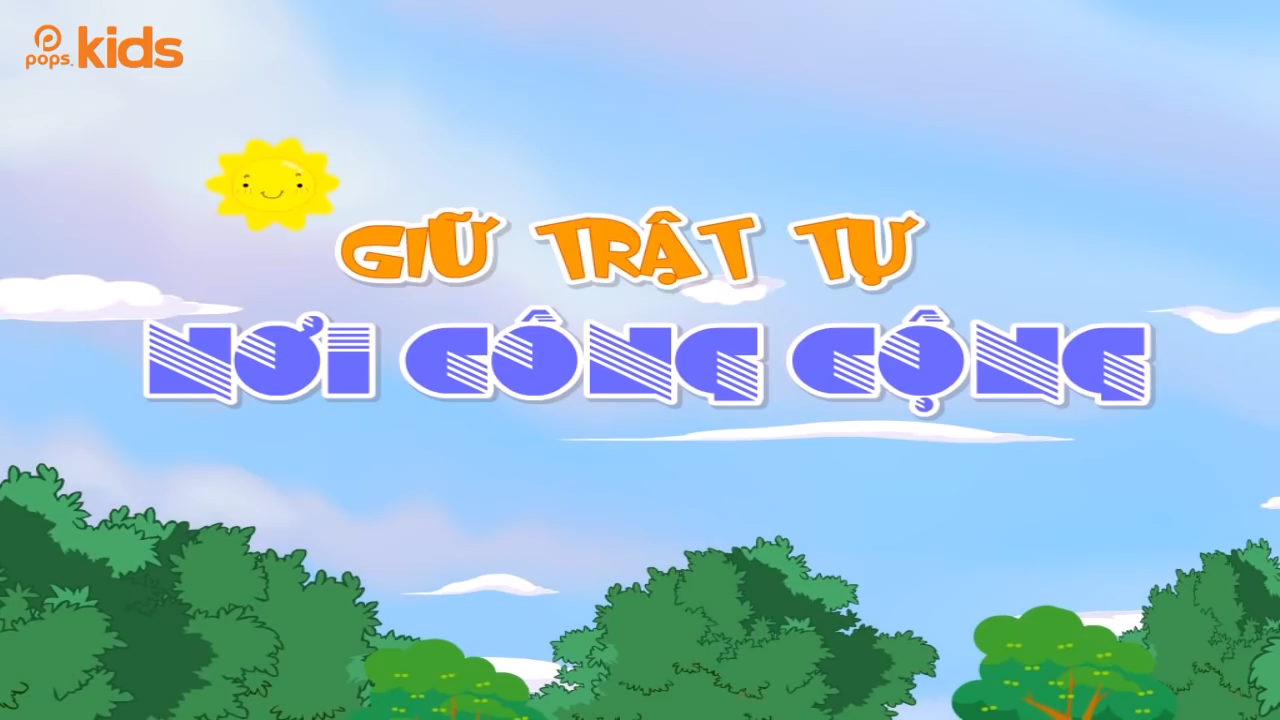 pops. kids
GIỮ TRẬT TỰ
NƠI CÔNG CỘNG